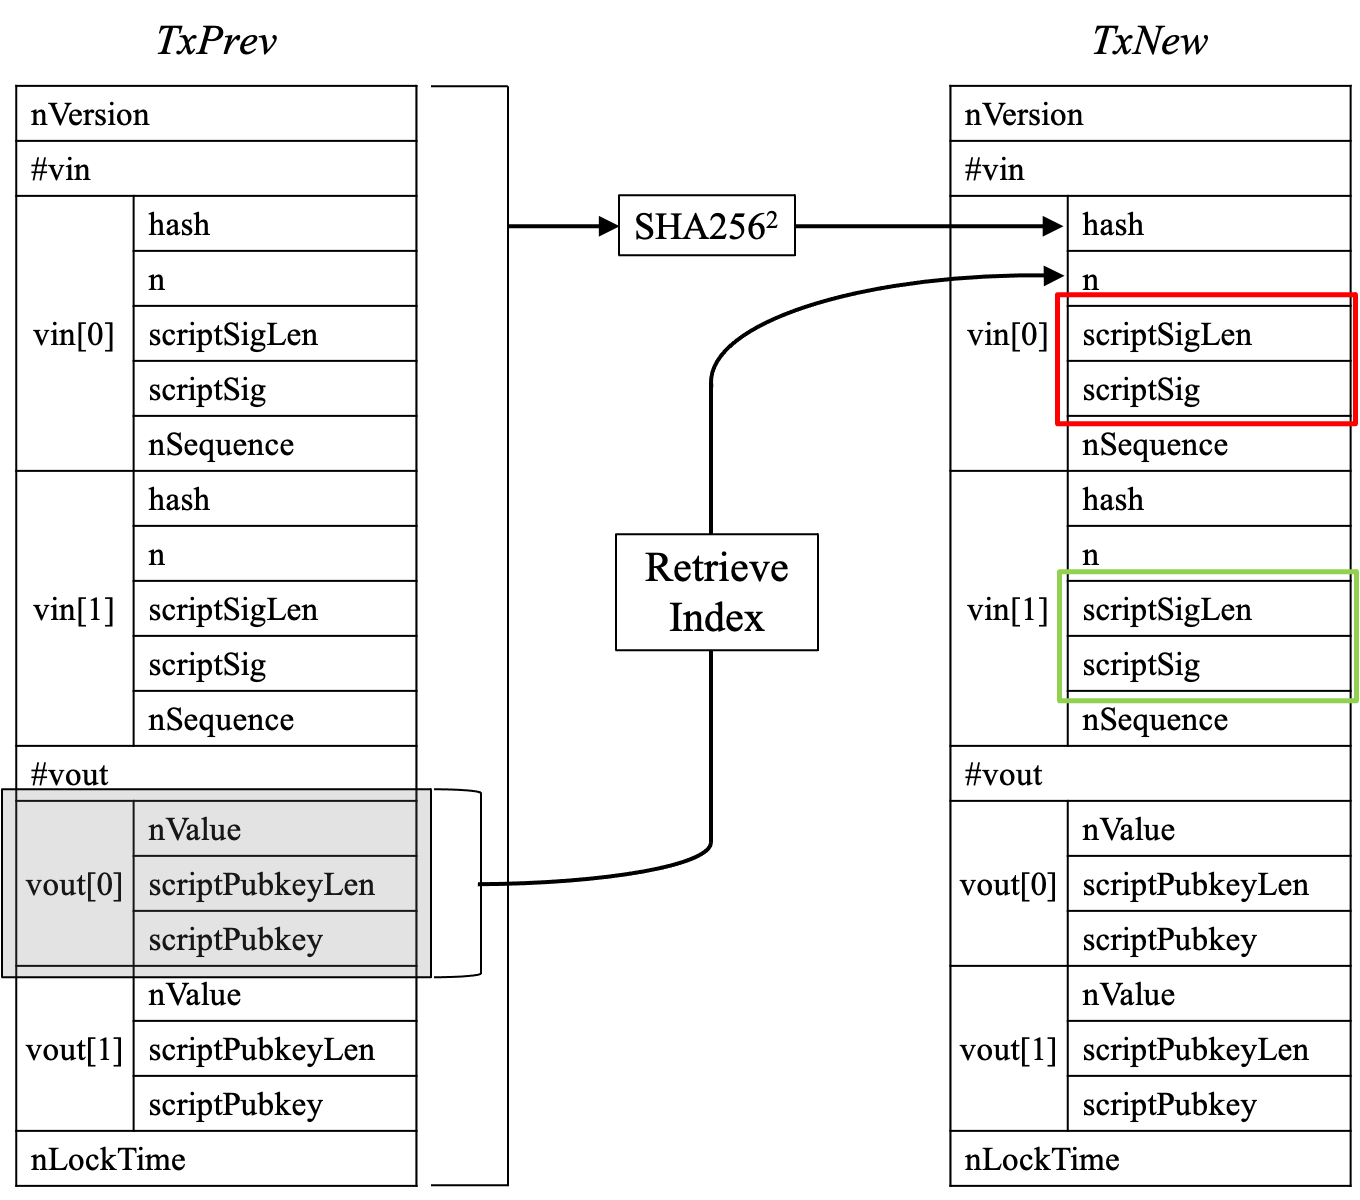 TxPrev
nVersion
#vin
vin[0]
hash
n
scriptSigLen
scriptSig
nSequence
vin[1]
hash
n
scriptSigLen
scriptSig
nSequence
#vout
vout[0]
nValue
scriptPubkeyLen
scriptPubkey
vout[1]
nValue
scriptPubkeyLen
scriptPubkey
nLockTime
SHA256²
Retrieve
Index
TxNew
nVersion
#vin
vin[0]
hash
n
scriptSigLen
scriptSig
nSequence
vin[1]
hash
n
scriptSigLen
scriptSig
nSequence
#vout
vout[0]
nValue
scriptPubkeyLen
scriptPubkey
vout[1]
nValue
scriptPubkeyLen
scriptPubkey
nLockTime